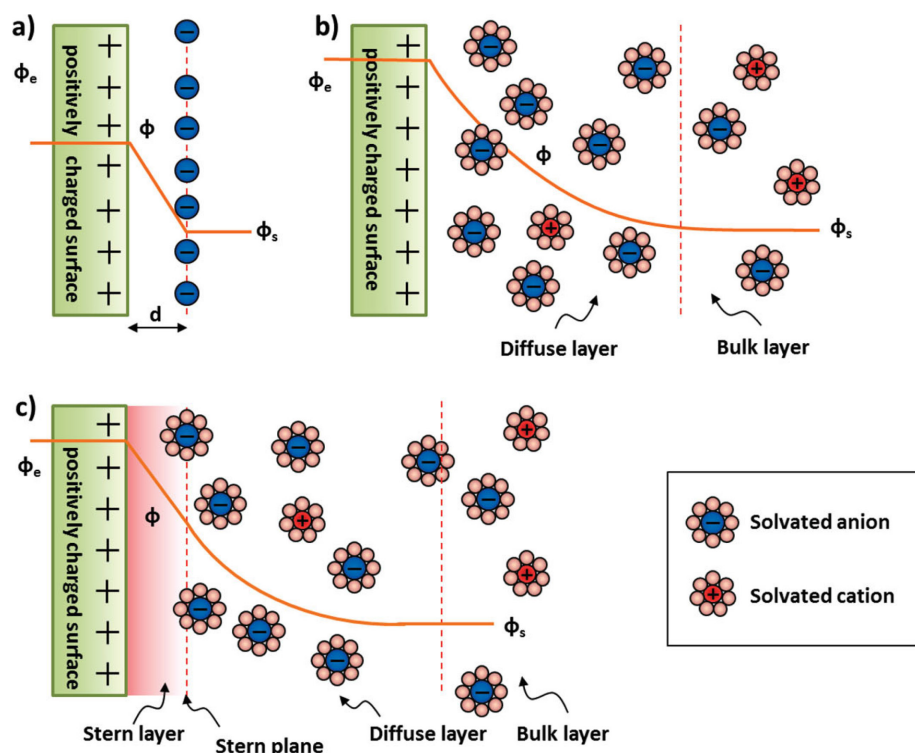 a)
ϕe
positively charged surface
+
+
+
+
+
+
+
ϕ
−
−
−
−
−
−
−
ϕs
d
b)
ϕe
positively charged surface
+
+
+
+
+
+
+
ϕ
−
−
−
−
−
−
−
+
−
−
+
−
+
−
ϕs
Diffuse layer
Bulk layer
c)
ϕe
positively charged surface
+
+
+
+
+
+
+
ϕ
−
−
−
+
−
−
−
−
−
+
−
+
−
ϕs
Stern layer
Stern plane
Diffuse layer
Bulk layer
− Solvated anion
+ Solvated cation